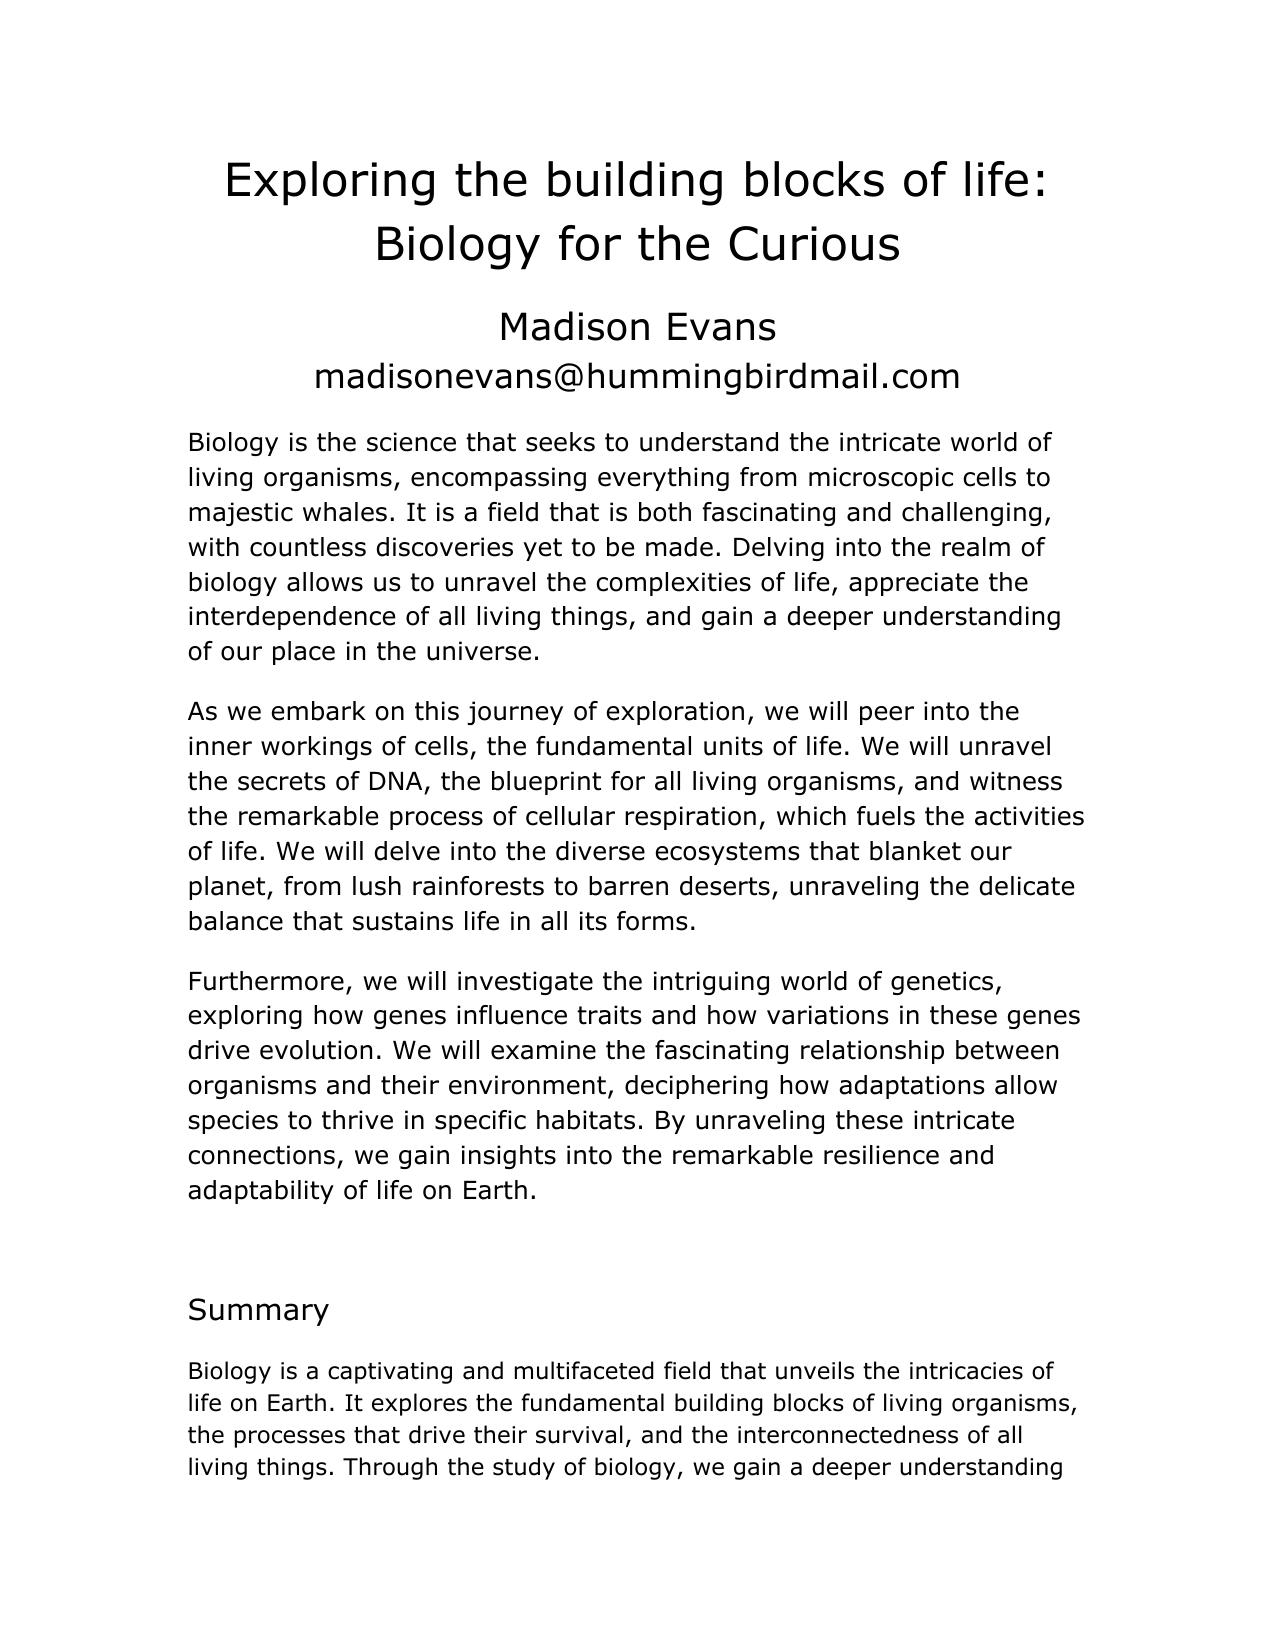 Exploring the building blocks of life:
Biology for the Curious
Madison Evans
madisonevans@hummingbirdmail.com
Biology is the science that seeks to understand the intricate world of
living organisms, encompassing everything from microscopic cells to
majestic whales. It is a field that is both fascinating and challenging,
with countless discoveries yet to be made. Delving into the realm of
biology allows us to unravel the complexities of life, appreciate the
interdependence of all living things, and gain a deeper understanding
of our place in the universe.
As we embark on this journey of exploration, we will peer into the
inner workings of cells, the fundamental units of life. We will unravel
the secrets of DNA, the blueprint for all living organisms, and witness
the remarkable process of cellular respiration, which fuels the activities
of life. We will delve into the diverse ecosystems that blanket our
planet, from lush rainforests to barren deserts, unraveling the delicate
balance that sustains life in all its forms.
Furthermore, we will investigate the intriguing world of genetics,
exploring how genes influence traits and how variations in these genes
drive evolution. We will examine the fascinating relationship between
organisms and their environment, deciphering how adaptations allow
species to thrive in specific habitats. By unraveling these intricate
connections, we gain insights into the remarkable resilience and
adaptability of life on Earth.
Summary
Biology is a captivating and multifaceted field that unveils the intricacies of
life on Earth. It explores the fundamental building blocks of living organisms,
the processes that drive their survival, and the interconnectedness of all
living things. Through the study of biology, we gain a deeper understanding